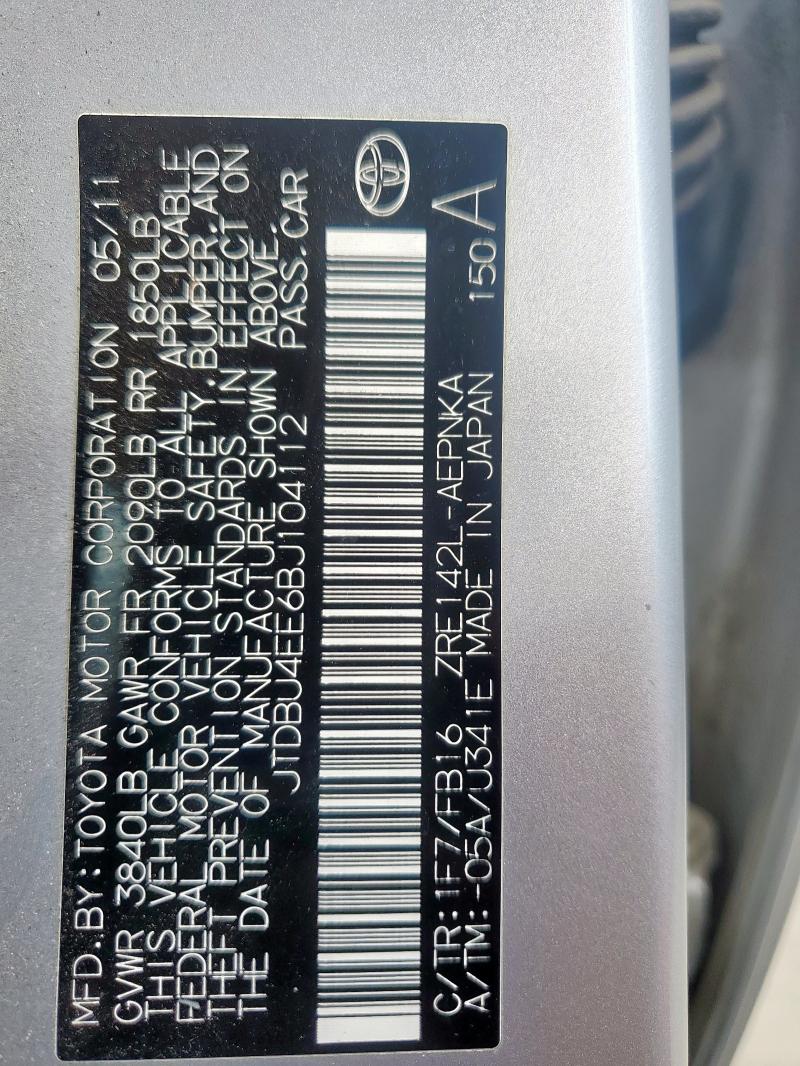 MFD.BY:TOYOTA MOTOR CORPORATION 05/11
GVWR 3840LB GAWR FR 2090LB RR 1850LB
THIS VEHICLE CONFORMS TO ALL APPLICABLE
FEDERAL MOTOR VEHICLE SAFETY,BUMPER,AND
THEFT PREVENTION STANDARDS IN EFFECT ON
THE DATE OF MANUFACTURE SHOWN ABOVE.
JTDBU4EE6BJ104112 PASS.CAR
C/TR:1F7/FB16 ZRE142L-AEPNKA
A/TM:-05A/U341E MADE IN JAPAN 150 A